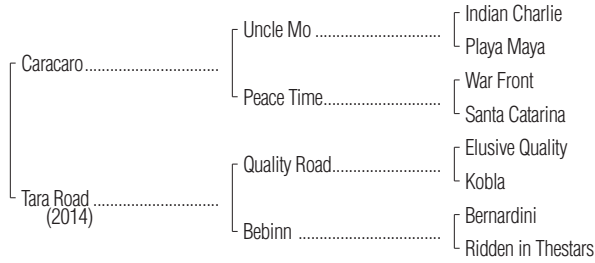 Indian Charlie
Uncle Mo ................................
Playa Maya
Caracaro..................................
War Front
Peace Time..............................
Santa Catarina
Elusive Quality
Quality Road...........................
Kobla
Tara Road ................................
(2014)
Bernardini
Bebinn ....................................
Ridden in Thestars